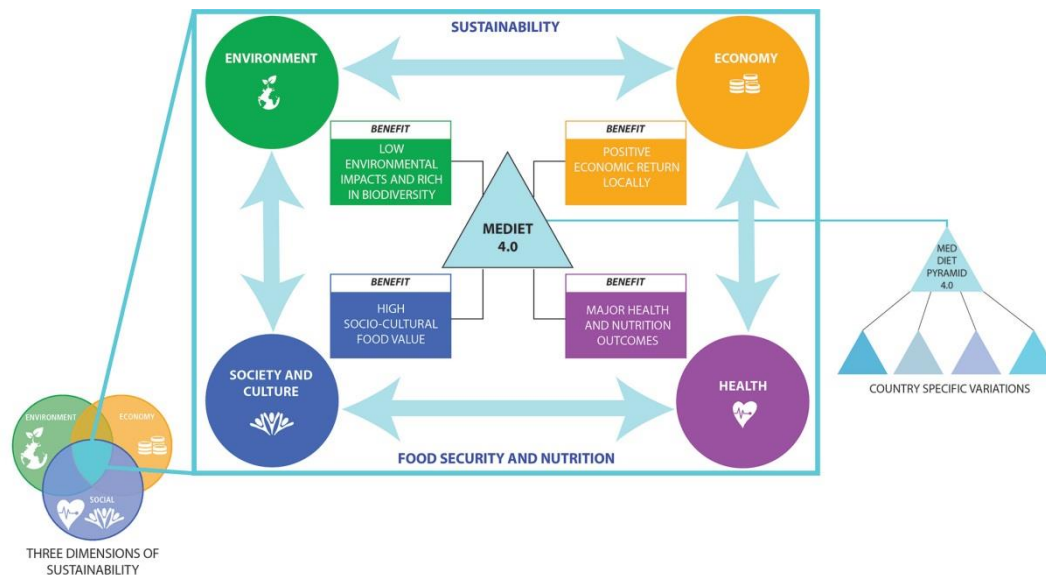 SUSTAINABILITY
ENVIRONMENT
ECONOMY
BENEFIT
LOW
ENVIRONMENTAL
IMPACTS AND RICH
IN BIODIVERSITY
BENEFIT
POSITIVE
ECONOMIC RETURN
LOCALLY
MEDIET
4.0
BENEFIT
HIGH
SOCIO-CULTURAL
FOOD VALUE
BENEFIT
MAJOR HEALTH
AND NUTRITION
OUTCOMES
SOCIETY AND
CULTURE
HEALTH
FOOD SECURITY AND NUTRITION
MED
DIET
PYRAMID
4.0
COUNTRY SPECIFIC VARIATIONS
ENVIRONMENT
ECONOMY
SOCIAL
THREE DIMENSIONS OF
SUSTAINABILITY